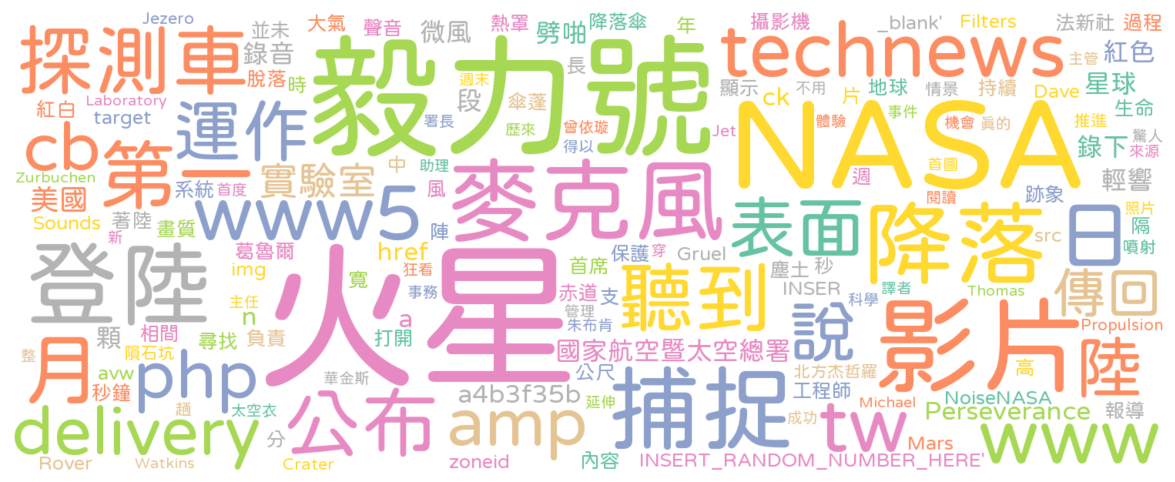 Jezero 並未 大氣 聲音 微風 熱罩 劈啪 降落傘 年 攝影機 _blank' Filters 法新社 過程
探測車 錄音 脫落 時 毅力號 週末 長 段 傘蓬 technews 主管 紅色
紅白 Laboratory target 運作 署長 歷來 曾依璇 得以 顯示 ck 不用 片 地球 情景 持續 Dave 星球 生命
cb 第一 Jet NASA 體驗 事件 機會 真的 推進 驚人 來源 錄下
Zurbuchen 美國 系統 首度 實驗室 中 助理 風 麥克風 週 首圖 閱讀 跡象 輕響 照片
Sounds 著陸 畫質 新 www5 陣 表面 降落 日 隔 噴射
登陸 葛魯爾 href 狂看 保護 穿 Gruel 聽到 塵土 秒 src 傳回
img 主任 n 寬 事務 火星 首席 赤道 支 INSER 科學 譯者 Thomas
月 顆 相間 尋找 負責 a 打開 管理 朱布肯 說 影片 Propulsion 陸
整 隕石坑 avw 秒鐘 php 華金斯 國家航空暨太空總署 公尺 北方杰哲羅 高
delivery 趟 太空衣 公布 a4b3f35b 延伸 捕捉 工程師 成功 Michael NoiseNASA Perseverance 報導
分 amp tw Mars www
Rover Watkins Crater zoneid 內容 INSERT_RANDOM_NUMBER_HERE'